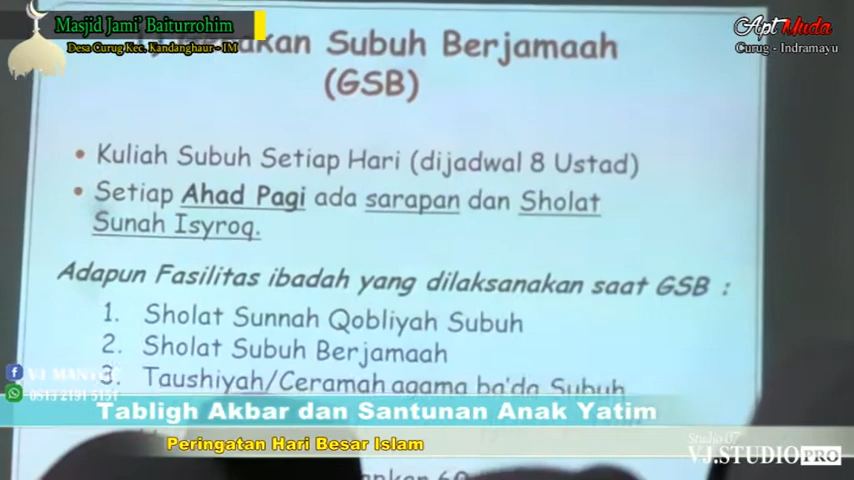 Masjid Jami' Baiturrohim
Desa Curug Kec. Kandanghaur - IM
Apt Muda
Curug - Indramayu
Subuh Berjamaah
(GSB)
• Kuliah Subuh Setiap Hari (dijadwal 8 Ustad)
• Setiap Ahad Pagi ada sarapan dan Sholat
Sunah Isyroq.
Adapun Fasilitas ibadah yang dilaksanakan saat GSB :
1. Sholat Sunnah Qobliyah Subuh
2. Sholat Subuh Berjamaah
3. Taushiyah/Ceramah agama ba'da Subuh
Tabligh Akbar dan Santunan Anak Yatim
Peringatan Hari Besar Islam
Studio 07
VJ.STUDIO PRO